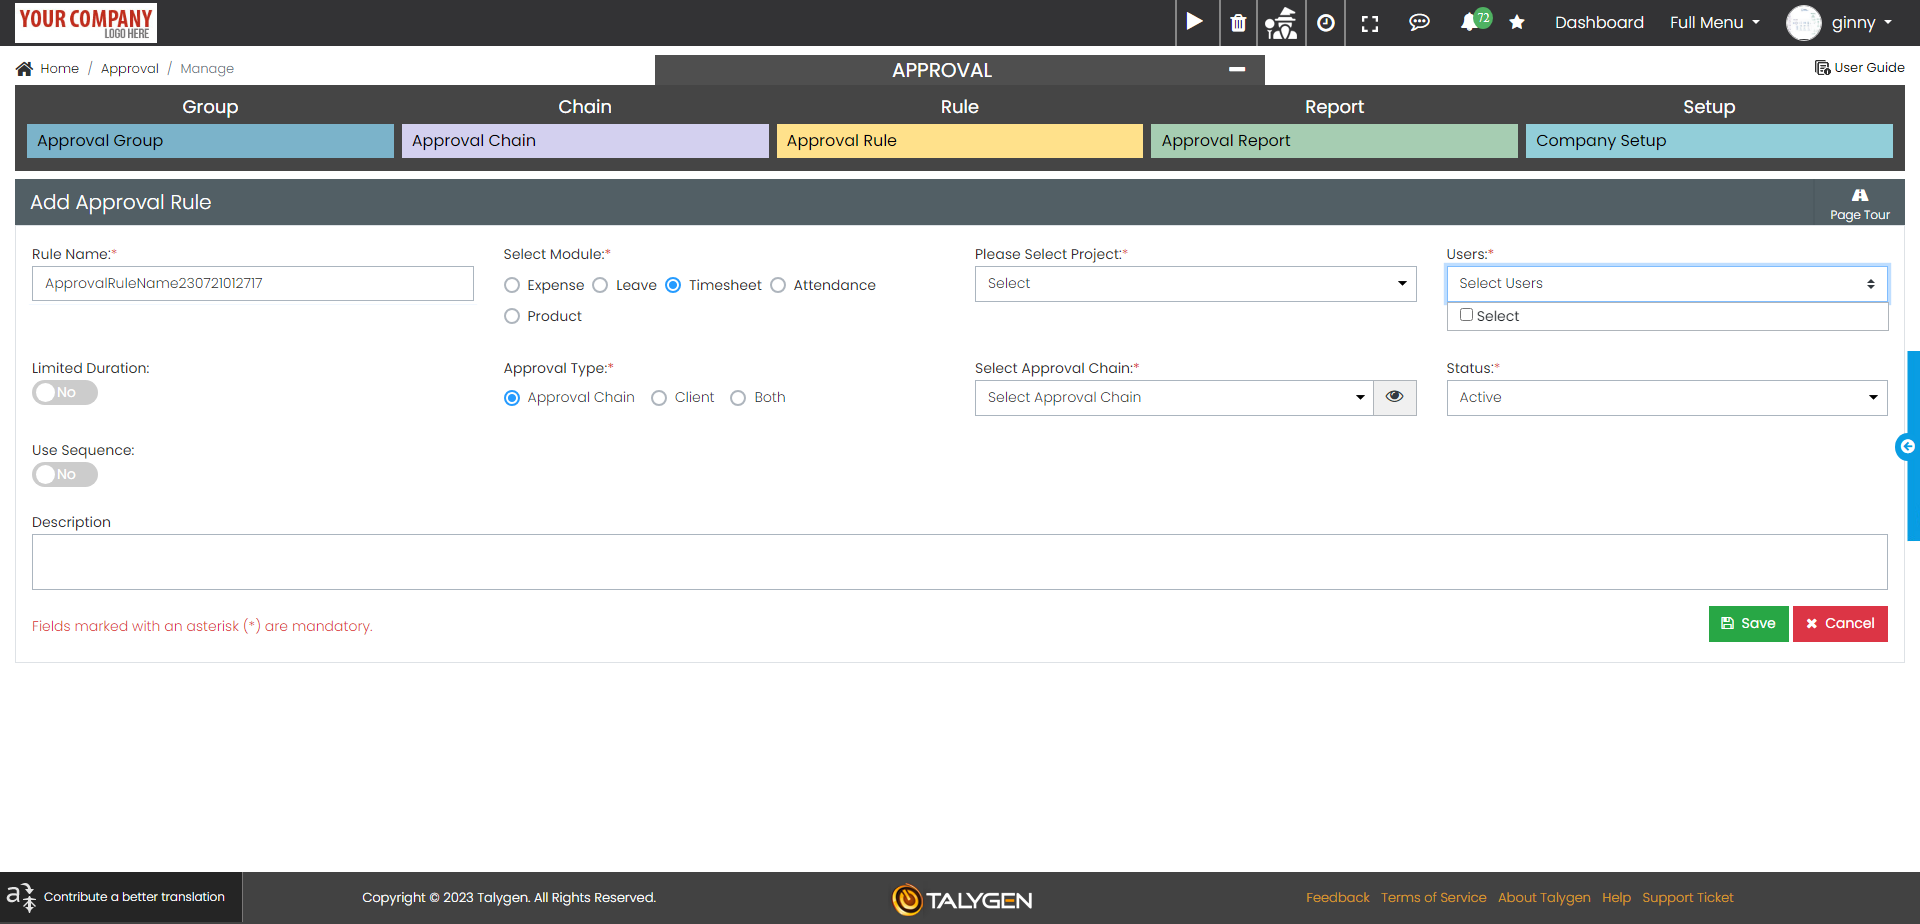 YOUR COMPANY
LOGO HERE
72
Dashboard
Full Menu
ginny
Home / Approval / Manage
APPROVAL
User Guide
Group
Chain
Rule
Report
Setup
Approval Group
Approval Chain
Approval Rule
Approval Report
Company Setup
Add Approval Rule
Page Tour
Rule Name:*
ApprovalRuleName230721012717
Select Module:*
Expense
Leave
Timesheet
Attendance
Product
Please Select Project:*
Select
Users:*
Select Users
Select
Limited Duration:
No
Approval Type:*
Approval Chain
Client
Both
Select Approval Chain:*
Select Approval Chain
Status:*
Active
Use Sequence:
No
Description
Fields marked with an asterisk (*) are mandatory.
Save
Cancel
Contribute a better translation
Copyright © 2023 Talygen. All Rights Reserved.
TALYGEN
Feedback
Terms of Service
About Talygen
Help
Support Ticket